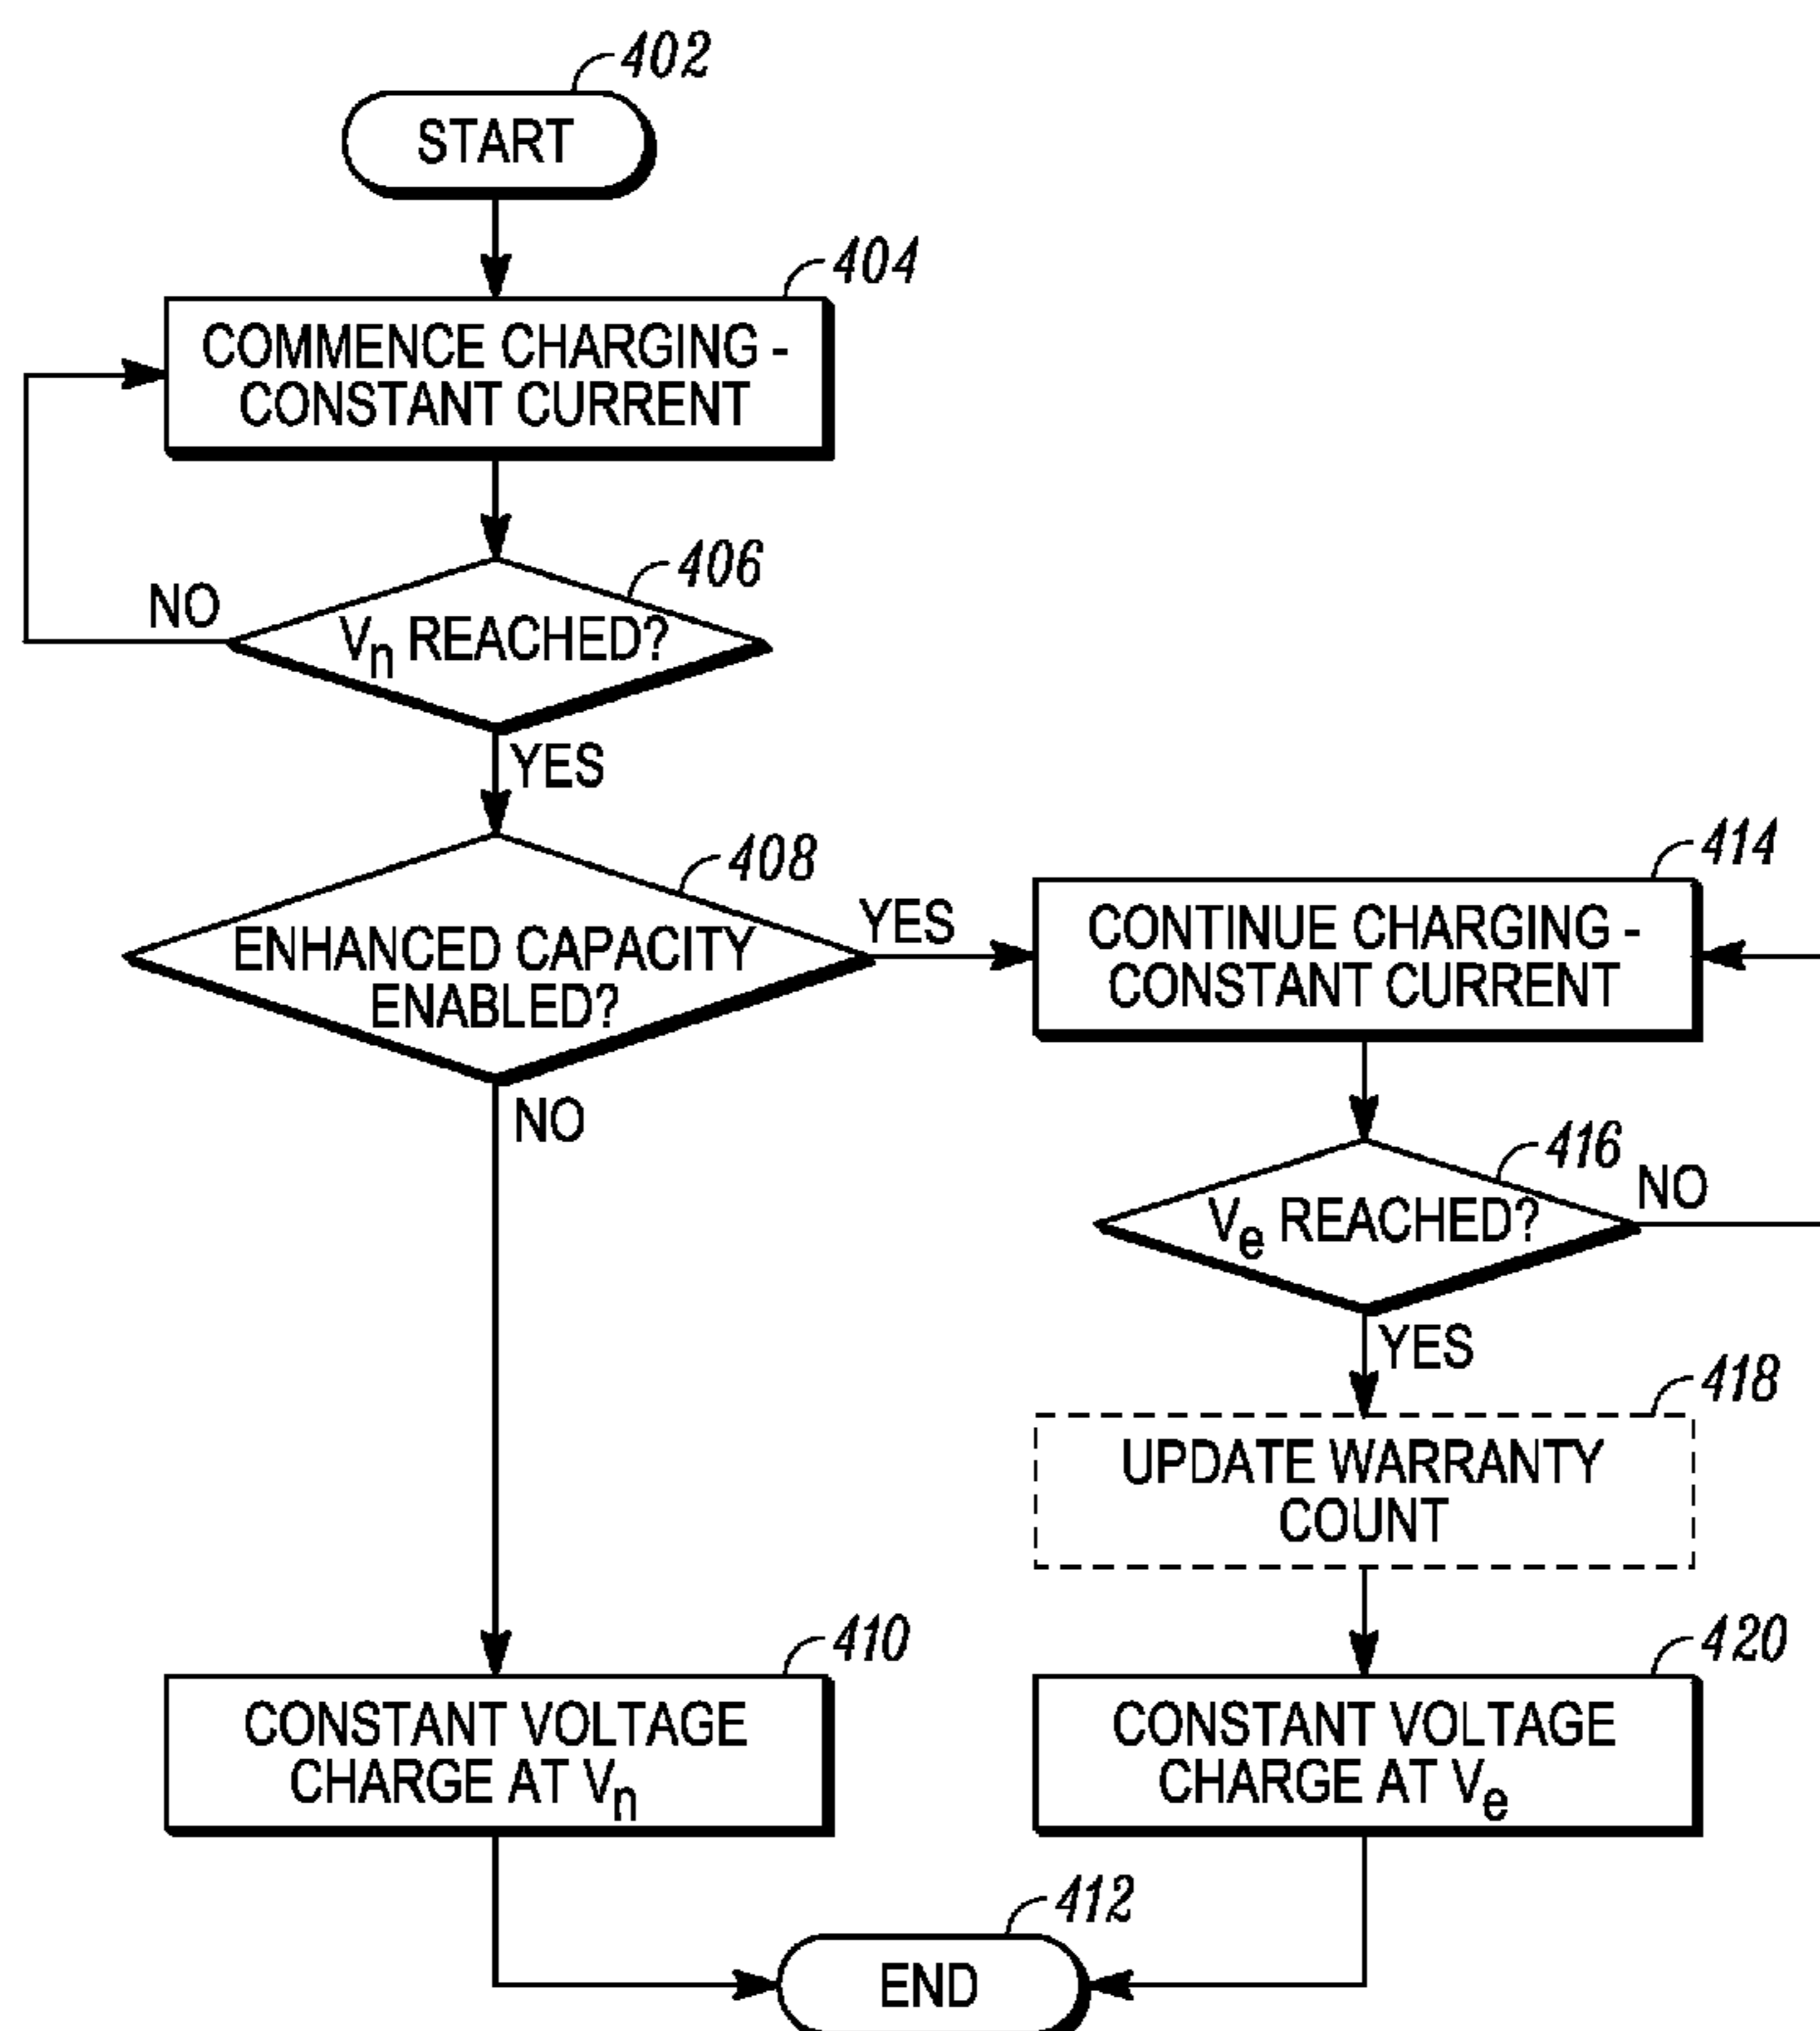 402
START
404
COMMENCE CHARGING -
CONSTANT CURRENT
406
NO
Vn REACHED?
YES
408
ENHANCED CAPACITY
ENABLED?
YES
NO
414
CONTINUE CHARGING -
CONSTANT CURRENT
416
NO
Ve REACHED?
YES
418
UPDATE WARRANTY
COUNT
410
CONSTANT VOLTAGE
CHARGE AT Vn
420
CONSTANT VOLTAGE
CHARGE AT Ve
412
END